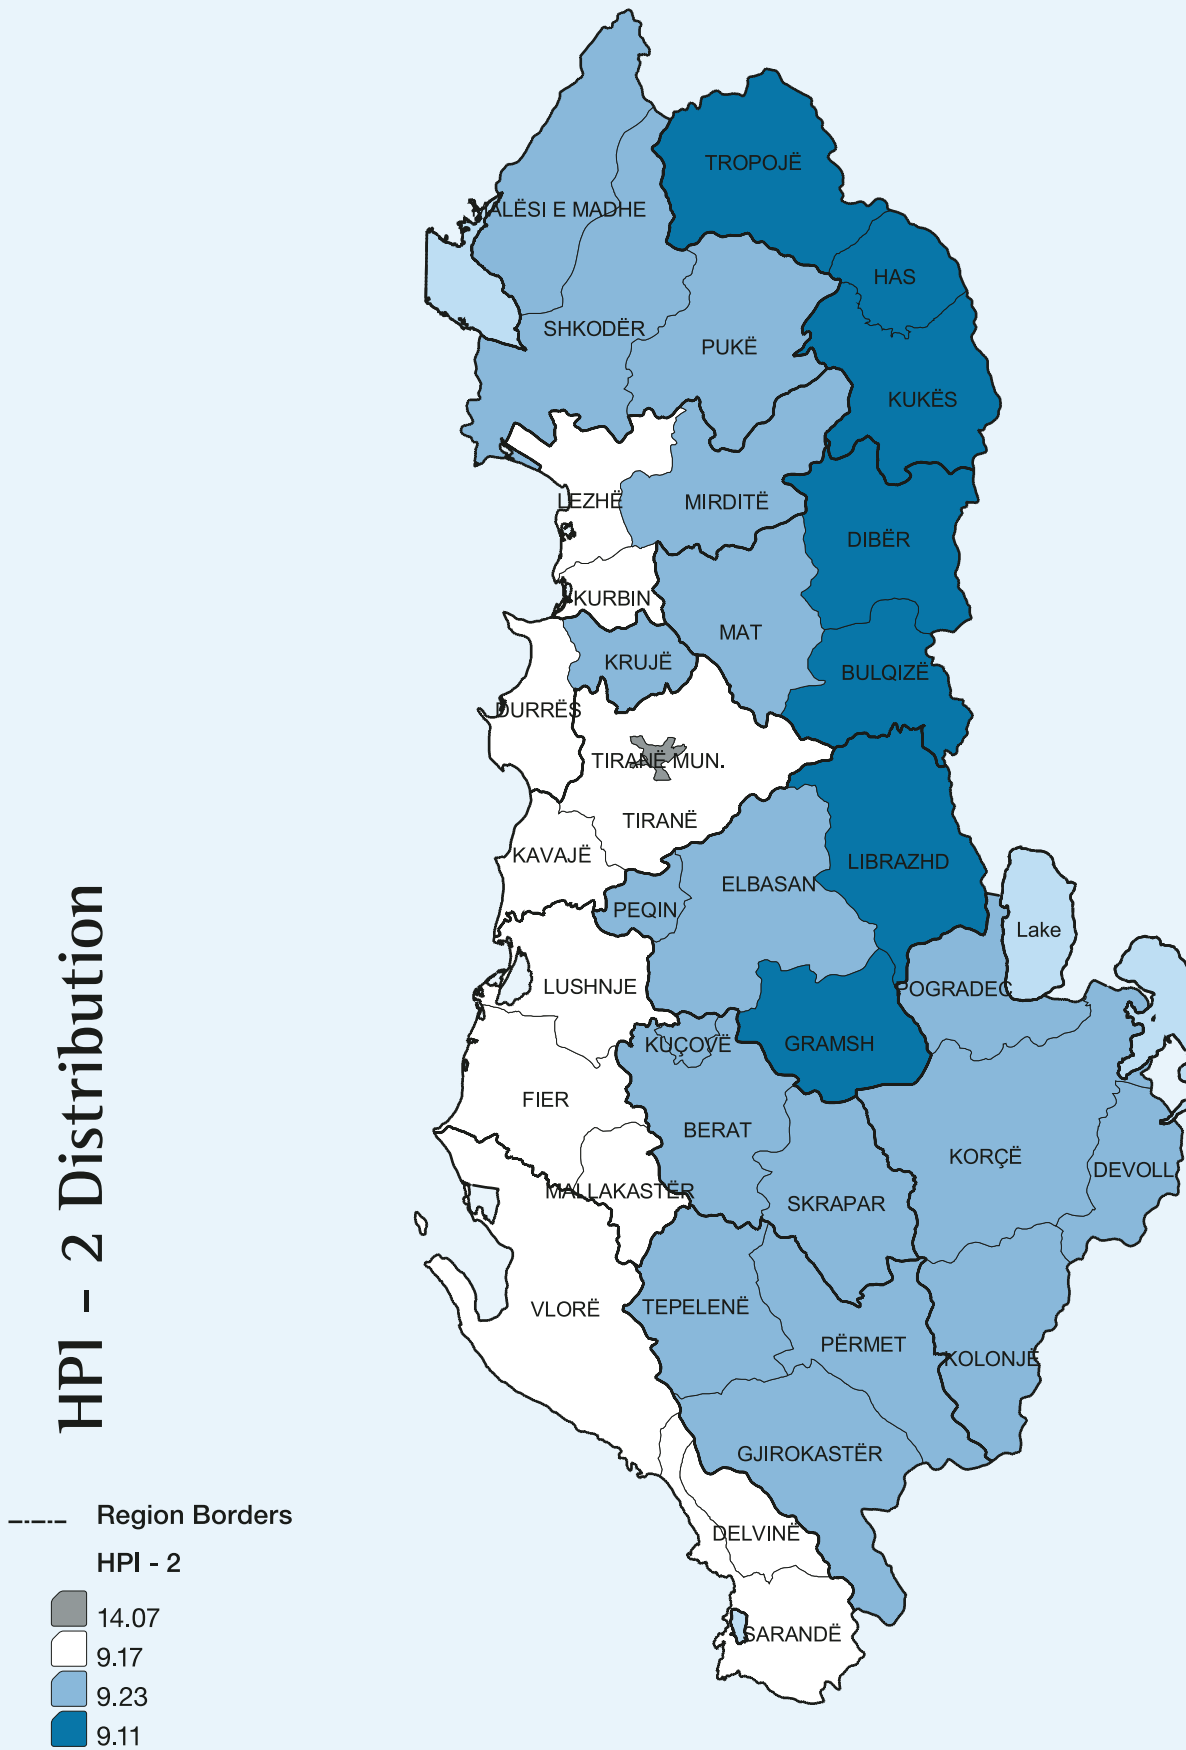 TROPOJË
MALËSI E MADHE
HAS
SHKODËR
PUKË
KUKËS
LEZHË
MIRDITË
DIBËR
KURBIN
MAT
KRUJË
BULQIZË
DURRËS
TIRANË MUN.
TIRANË
KAVAJË
LIBRAZHD
ELBASAN
PEQIN
Lake
LUSHNJE
POGRADEC
KUÇOVË
GRAMSH
FIER
BERAT
KORÇË
DEVOLL
MALLAKASTËR
SKRAPAR
VLORË
TEPELENË
PËRMET
KOLONJË
GJIROKASTËR
DELVINË
SARANDË
HPI - 2 Distribution
Region Borders
HPI - 2
14.07
9.17
9.23
9.11